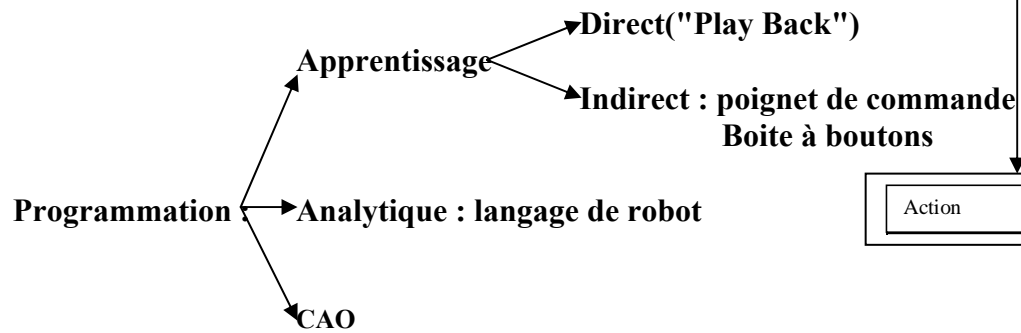 Direct("Play Back")
Apprentissage
Indirect : poignet de commande
Boite à boutons
Action
Programmation :
Analytique : langage de robot
CAO